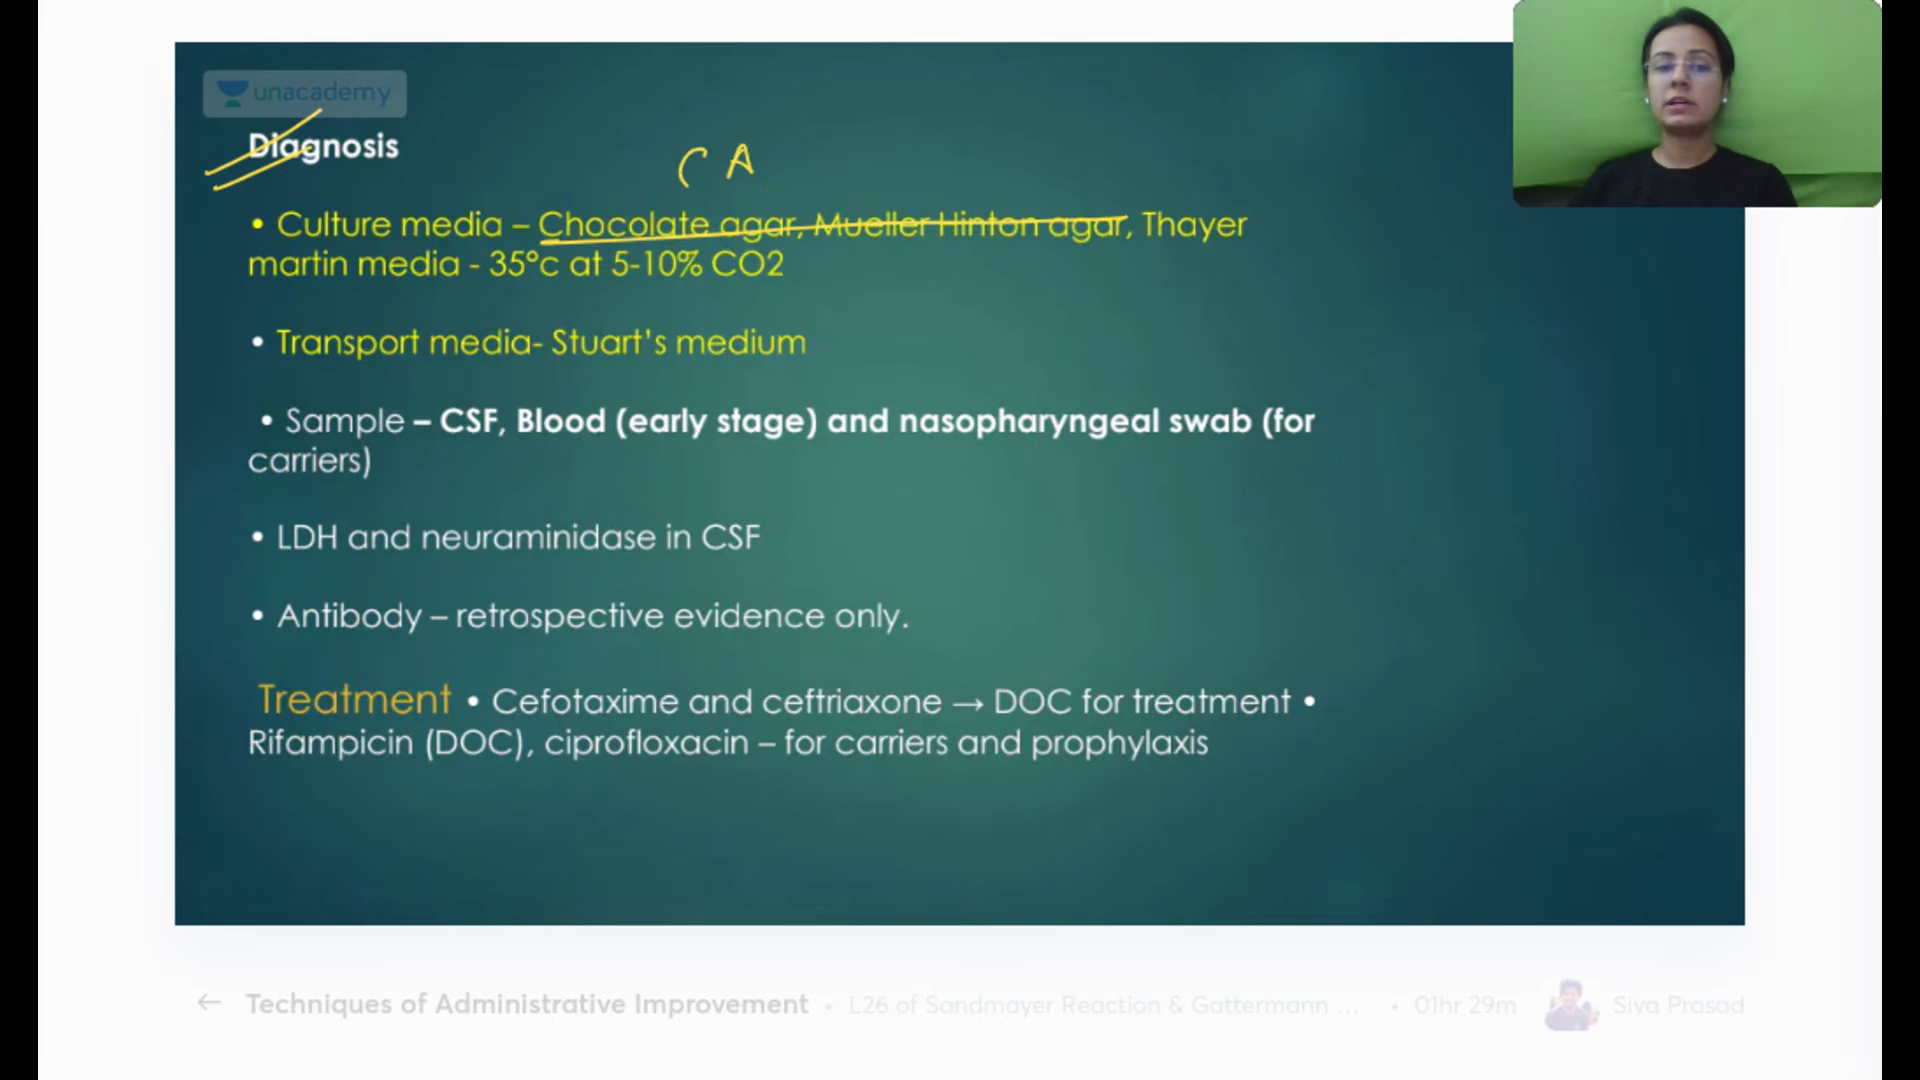 unacademy
Diagnosis
C A
• Culture media – Chocolate agar, Mueller Hinton agar, Thayer
martin media - 35°c at 5-10% CO2
• Transport media- Stuart's medium
• Sample – CSF, Blood (early stage) and nasopharyngeal swab (for
carriers)
• LDH and neuraminidase in CSF
• Antibody – retrospective evidence only.
Treatment • Cefotaxime and ceftriaxone → DOC for treatment •
Rifampicin (DOC), ciprofloxacin – for carriers and prophylaxis
← Techniques of Administrative Improvement • L26 of Sandmayer Reaction & Gattermann ... • 01hr 29m Siva Prasad